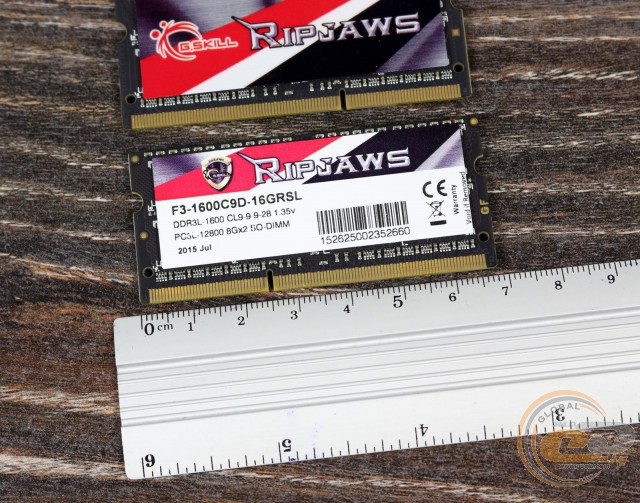 G.SKILL RIPJAWS
RIPJAWS
F3-1600C9D-16GRSL
DDR3L-1600 CL9-9-9-28 1.35v
PC3L-12800 8Gx2 SO-DIMM
2015 Jul
152625002352660
CE
Warranty
Void if Removed
GF
0 cm 1 2 3 4 5 6 7 8 9
6 5 4 3
GLOBAL